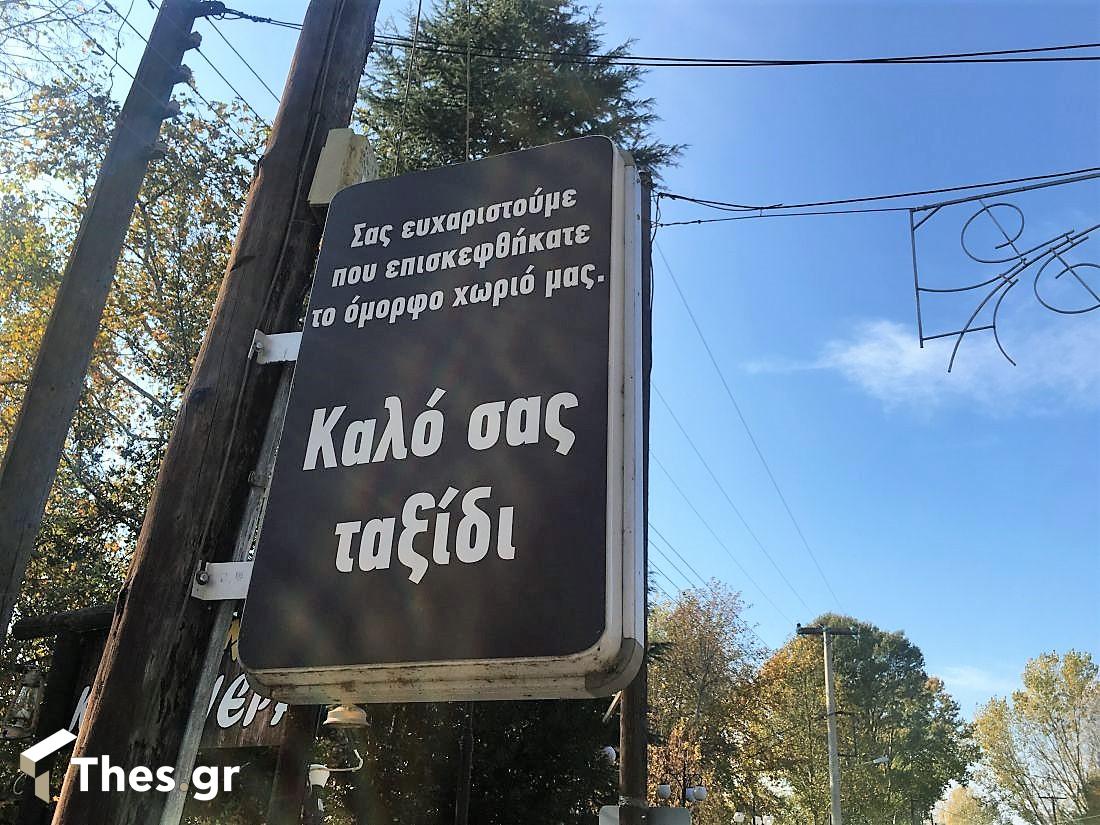 Σας ευχαριστούμε
που επισκεφθήκατε
το όμορφο χωριό μας.
Καλό σας
ταξίδι
Thes.gr